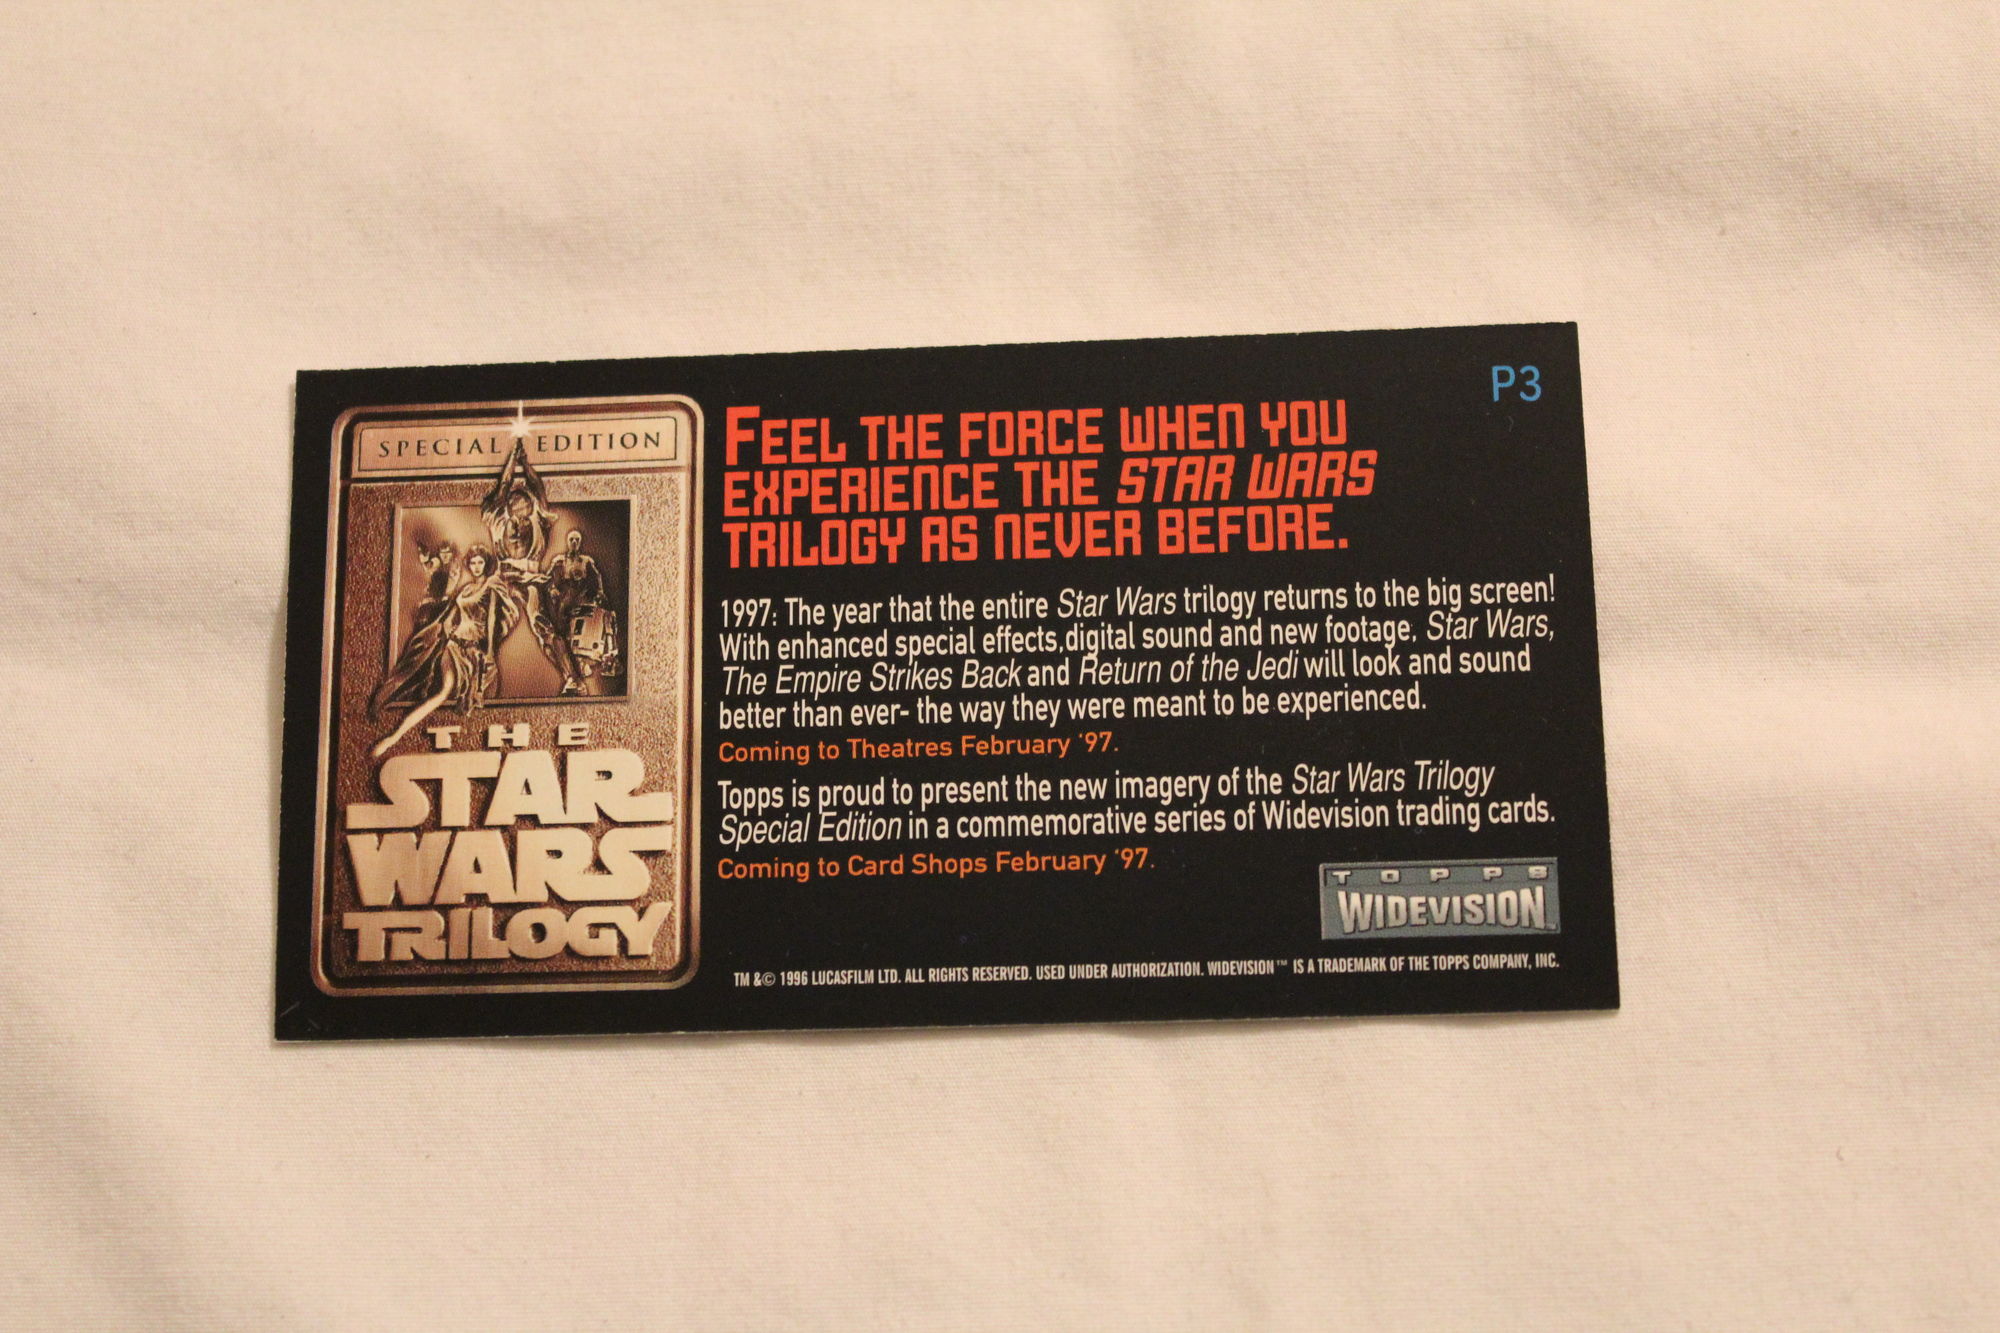 SPECIAL EDITION
THE
STAR
WARS
TRILOGY
P3
FEEL THE FORCE WHEN YOU
EXPERIENCE THE STAR WARS
TRILOGY AS NEVER BEFORE.
1997: The year that the entire Star Wars trilogy returns to the big screen!
With enhanced special effects,digital sound and new footage, Star Wars,
The Empire Strikes Back and Return of the Jedi will look and sound
better than ever- the way they were meant to be experienced.
Coming to Theatres February '97.
Topps is proud to present the new imagery of the Star Wars Trilogy
Special Edition in a commemorative series of Widevision trading cards.
Coming to Card Shops February '97.
TOPPS
WIDEVISION
TM &© 1996 LUCASFILM LTD. ALL RIGHTS RESERVED. USED UNDER AUTHORIZATION. WIDEVISION™ IS A TRADEMARK OF THE TOPPS COMPANY, INC.